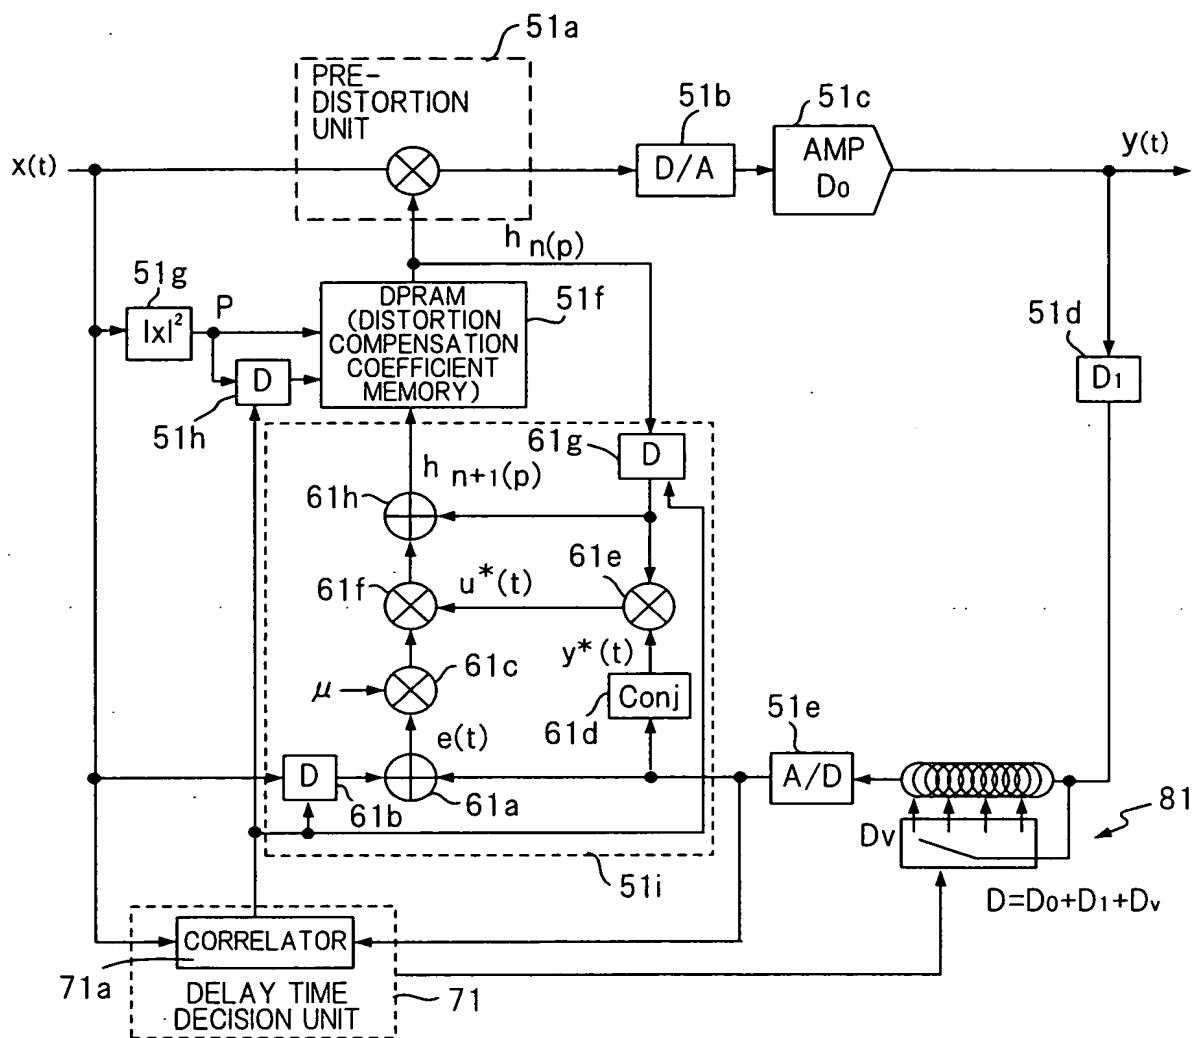 51a
PRE-
DISTORTION
UNIT
51b
51c
x(t)
D/A
AMP
D0
y(t)
h n(p)
51g
|x|²
P
DPRAM
(DISTORTION
COMPENSATION
COEFFICIENT
MEMORY)
51f
51d
D1
D
51h
61g
D
h n+1(p)
61h
61e
61f
u*(t)
y*(t)
61c
μ
Conj
61d
51e
e(t)
D
61b
61a
A/D
81
Dv
51i
D=D0+D1+Dv
CORRELATOR
71a
DELAY TIME
DECISION UNIT
71